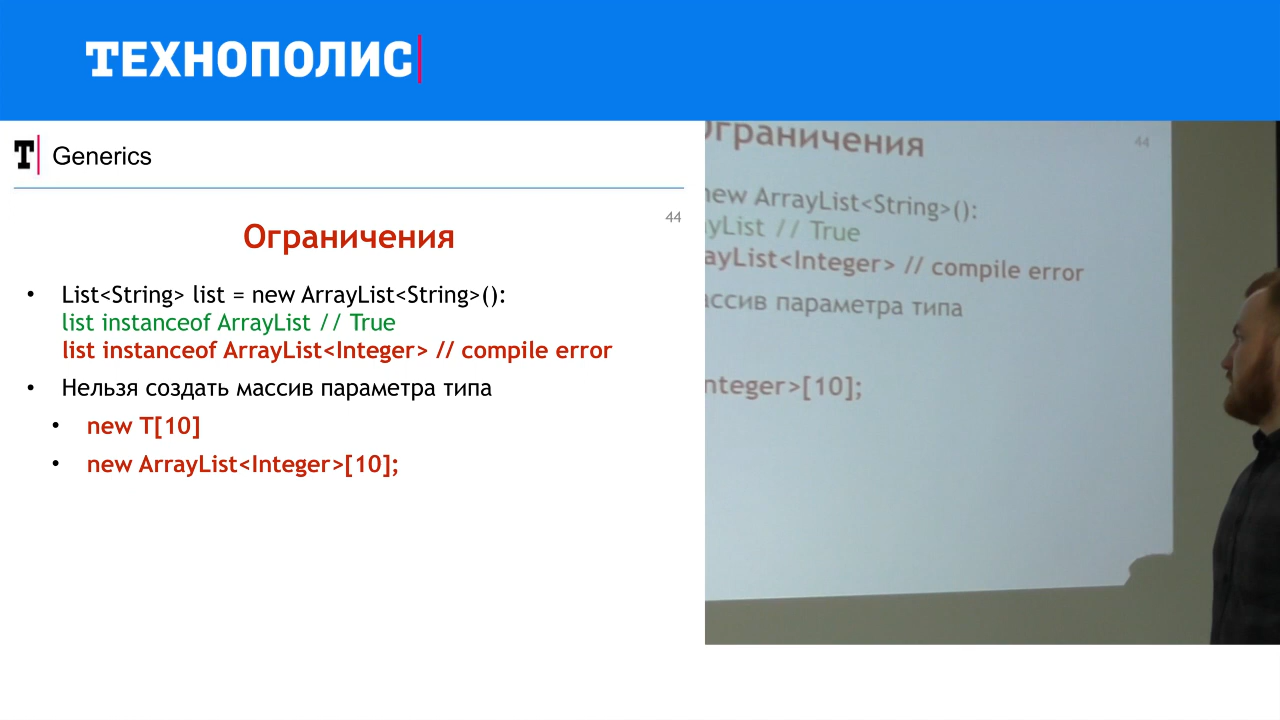 ТЕХНОПОЛИС
T Generics
44
Ограничения
• List<String> list = new ArrayList<String>():
list instanceof ArrayList // True
list instanceof ArrayList<Integer> // compile error
• Нельзя создать массив параметра типа
• new T[10]
• new ArrayList<Integer>[10];
Ограничения
44
new ArrayList<String>():
ayList // True
ayList<Integer> // compile error
ассив параметра типа
nteger>[10];